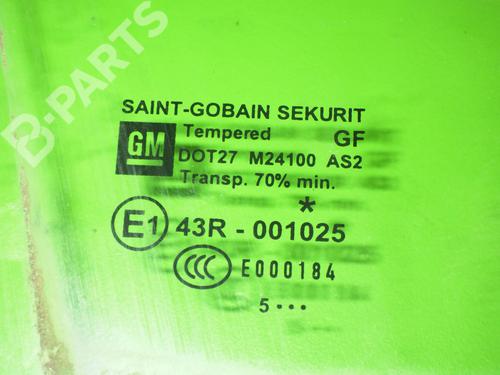 B-PARTS
SAINT-GOBAIN SEKURIT
GM Tempered GF
DOT27 M24100 AS2
Transp. 70% min.
*
E1 43R - 001025
CCC E000184
5 •••
B-PARTS